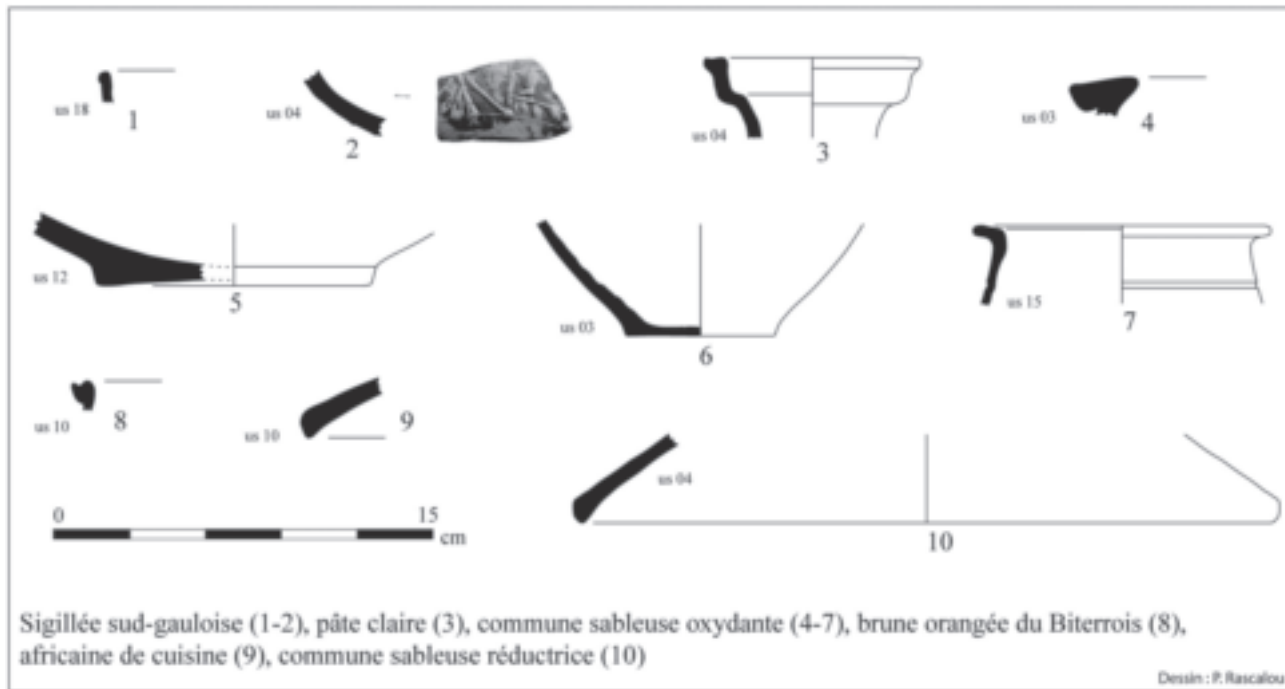 us 18 1
us 04 2
us 04 3
us 03 4
us 12 5
us 03 6
us 15 7
us 10 8
us 10 9
us 04 10
0 15
cm
Sigillée sud-gauloise (1-2), pâte claire (3), commune sableuse oxydante (4-7), brune orangée du Biterrois (8),
africaine de cuisine (9), commune sableuse réductrice (10)
Dessin : P. Rascalou